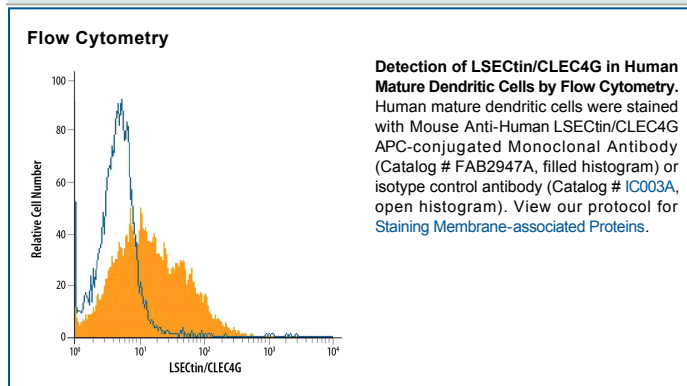 Flow Cytometry
100
80
60
40
20
0
Relative Cell Number
10⁰ 10¹ 10² 10³ 10⁴
LSECtin/CLEC4G
Detection of LSECtin/CLEC4G in Human
Mature Dendritic Cells by Flow Cytometry.
Human mature dendritic cells were stained
with Mouse Anti-Human LSECtin/CLEC4G
APC-conjugated Monoclonal Antibody
(Catalog # FAB2947A, filled histogram) or
isotype control antibody (Catalog # IC003A,
open histogram). View our protocol for
Staining Membrane-associated Proteins.